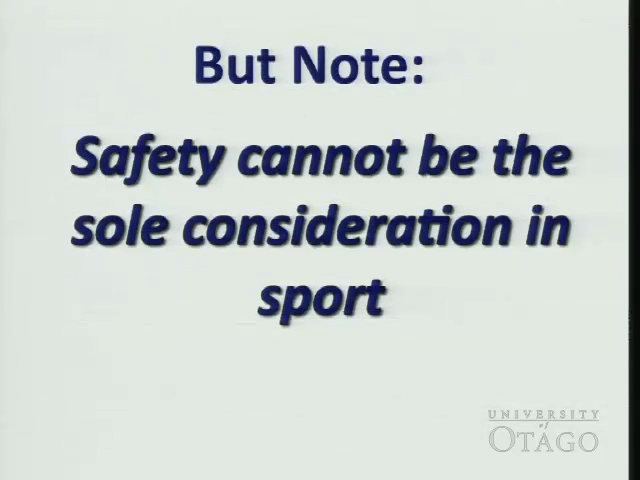 But Note:
Safety cannot be the
sole consideration in
sport
UNIVERSITY
of
OTAGO